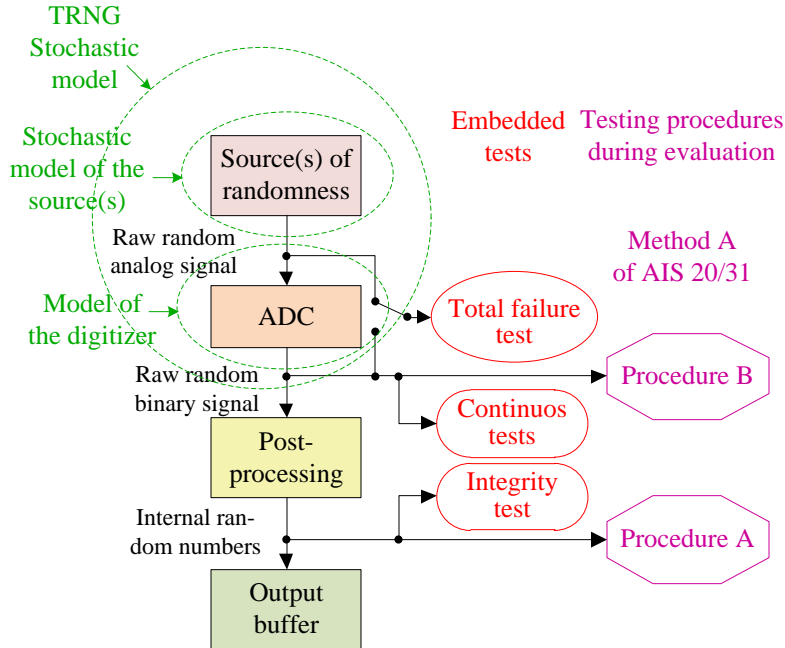 TRNG
Stochastic
model
Embedded
tests
Testing procedures
during evaluation
Stochastic
model of the
source(s)
Source(s) of
randomness
Raw random
analog signal
Method A
of AIS 20/31
Model of
the digitizer
ADC
Total failure
test
Raw random
binary signal
Procedure B
Continuos
tests
Post-
processing
Integrity
test
Internal ran-
dom numbers
Procedure A
Output
buffer